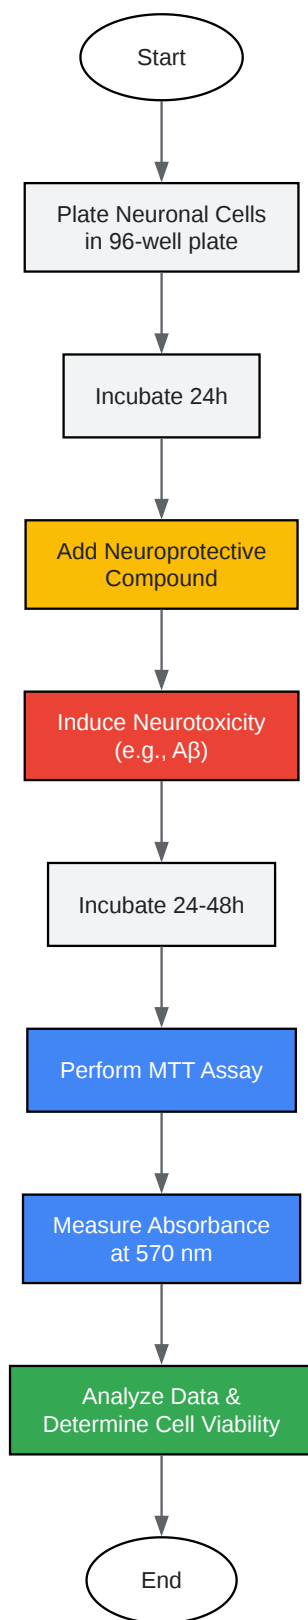 Start
Plate Neuronal Cells
in 96-well plate
Incubate 24h
Add Neuroprotective
Compound
Induce Neurotoxicity
(e.g., Aβ)
Incubate 24-48h
Perform MTT Assay
Measure Absorbance
at 570 nm
Analyze Data &
Determine Cell Viability
End